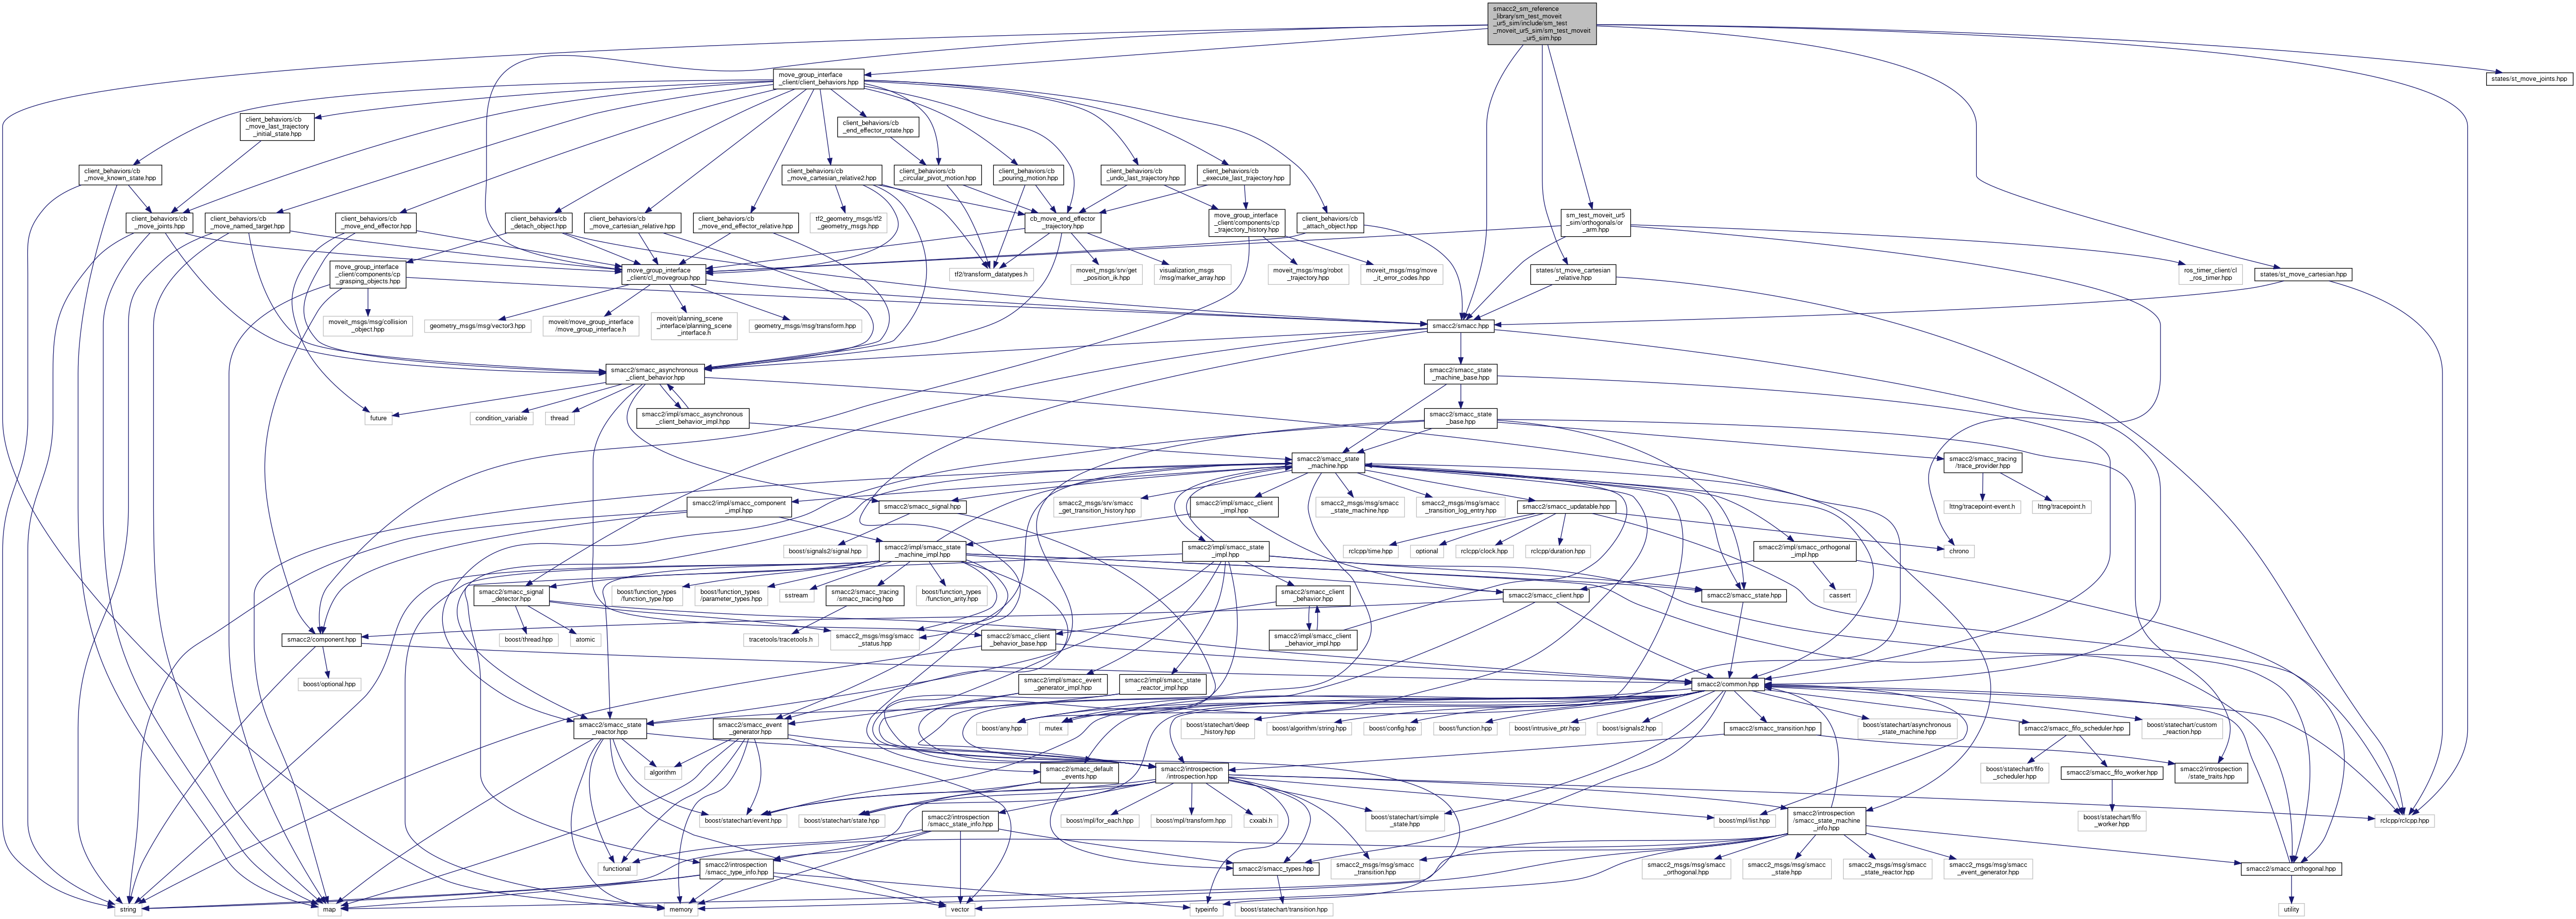 smacc2_sm_reference
_library/sm_test_moveit
_ur5_sim/include/sm_test
_moveit_ur5_sim/sm_test_moveit
_ur5_sim.hpp
move_group_interface
_client/client_behaviors.hpp
states/st_move_joints.hpp
client_behaviors/cb
_move_last_trajectory
_initial_state.hpp
client_behaviors/cb
_end_effector_rotate.hpp
client_behaviors/cb
_move_known_state.hpp
client_behaviors/cb
_move_cartesian_relative2.hpp
client_behaviors/cb
_circular_pivot_motion.hpp
client_behaviors/cb
_pouring_motion.hpp
client_behaviors/cb
_undo_last_trajectory.hpp
client_behaviors/cb
_execute_last_trajectory.hpp
client_behaviors/cb
_move_joints.hpp
client_behaviors/cb
_move_named_target.hpp
client_behaviors/cb
_move_end_effector.hpp
client_behaviors/cb
_detach_object.hpp
client_behaviors/cb
_move_cartesian_relative.hpp
client_behaviors/cb
_move_end_effector_relative.hpp
tf2_geometry_msgs/tf2
_geometry_msgs.hpp
cb_move_end_effector
_trajectory.hpp
move_group_interface
_client/components/cp
_trajectory_history.hpp
client_behaviors/cb
_attach_object.hpp
sm_test_moveit_ur5
_sim/orthogonals/or
_arm.hpp
move_group_interface
_client/components/cp
_grasping_objects.hpp
move_group_interface
_client/cl_movegroup.hpp
tf2/transform_datatypes.h
moveit_msgs/srv/get
_position_ik.hpp
visualization_msgs
/msg/marker_array.hpp
moveit_msgs/msg/robot
_trajectory.hpp
moveit_msgs/msg/move
_it_error_codes.hpp
states/st_move_cartesian
_relative.hpp
ros_timer_client/cl
_ros_timer.hpp
states/st_move_cartesian.hpp
moveit_msgs/msg/collision
_object.hpp
geometry_msgs/msg/vector3.hpp
moveit/move_group_interface
/move_group_interface.h
moveit/planning_scene
_interface/planning_scene
_interface.h
geometry_msgs/msg/transform.hpp
smacc2/smacc.hpp
smacc2/smacc_asynchronous
_client_behavior.hpp
smacc2/smacc_state
_machine_base.hpp
future
condition_variable
thread
smacc2/impl/smacc_asynchronous
_client_behavior_impl.hpp
smacc2/smacc_state
_base.hpp
smacc2/smacc_state
_machine.hpp
smacc2/smacc_tracing
/trace_provider.hpp
smacc2/impl/smacc_component
_impl.hpp
smacc2/smacc_signal.hpp
smacc2_msgs/srv/smacc
_get_transition_history.hpp
smacc2/impl/smacc_client
_impl.hpp
smacc2_msgs/msg/smacc
_state_machine.hpp
smacc2_msgs/msg/smacc
_transition_log_entry.hpp
smacc2/smacc_updatable.hpp
lttng/tracepoint-event.h
lttng/tracepoint.h
boost/signals2/signal.hpp
smacc2/impl/smacc_state
_machine_impl.hpp
smacc2/impl/smacc_state
_impl.hpp
rclcpp/time.hpp
optional
rclcpp/clock.hpp
rclcpp/duration.hpp
smacc2/impl/smacc_orthogonal
_impl.hpp
chrono
smacc2/smacc_signal
_detector.hpp
boost/function_types
/function_type.hpp
boost/function_types
/parameter_types.hpp
sstream
smacc2/smacc_tracing
/smacc_tracing.hpp
boost/function_types
/function_arity.hpp
smacc2/smacc_client
_behavior.hpp
smacc2/smacc_client.hpp
smacc2/smacc_state.hpp
cassert
smacc2/component.hpp
boost/thread.hpp
atomic
tracetools/tracetools.h
smacc2_msgs/msg/smacc
_status.hpp
smacc2/smacc_client
_behavior_base.hpp
smacc2/impl/smacc_client
_behavior_impl.hpp
boost/optional.hpp
smacc2/impl/smacc_event
_generator_impl.hpp
smacc2/impl/smacc_state
_reactor_impl.hpp
smacc2/common.hpp
smacc2/smacc_state
_reactor.hpp
smacc2/smacc_event
_generator.hpp
boost/any.hpp
mutex
boost/statechart/deep
_history.hpp
boost/algorithm/string.hpp
boost/config.hpp
boost/function.hpp
boost/intrusive_ptr.hpp
boost/signals2.hpp
smacc2/smacc_transition.hpp
boost/statechart/asynchronous
_state_machine.hpp
smacc2/smacc_fifo_scheduler.hpp
boost/statechart/custom
_reaction.hpp
algorithm
smacc2/smacc_default
_events.hpp
smacc2/introspection
/introspection.hpp
boost/statechart/fifo
_scheduler.hpp
smacc2/smacc_fifo_worker.hpp
smacc2/introspection
/state_traits.hpp
boost/statechart/event.hpp
boost/statechart/state.hpp
smacc2/introspection
/smacc_state_info.hpp
boost/mpl/for_each.hpp
boost/mpl/transform.hpp
cxxabi.h
boost/statechart/simple
_state.hpp
boost/mpl/list.hpp
smacc2/introspection
/smacc_state_machine
_info.hpp
boost/statechart/fifo
_worker.hpp
rclcpp/rclcpp.hpp
functional
smacc2/introspection
/smacc_type_info.hpp
smacc2/smacc_types.hpp
smacc2_msgs/msg/smacc
_transition.hpp
smacc2_msgs/msg/smacc
_orthogonal.hpp
smacc2_msgs/msg/smacc
_state.hpp
smacc2_msgs/msg/smacc
_state_reactor.hpp
smacc2_msgs/msg/smacc
_event_generator.hpp
smacc2/smacc_orthogonal.hpp
string
map
memory
vector
typeinfo
boost/statechart/transition.hpp
utility